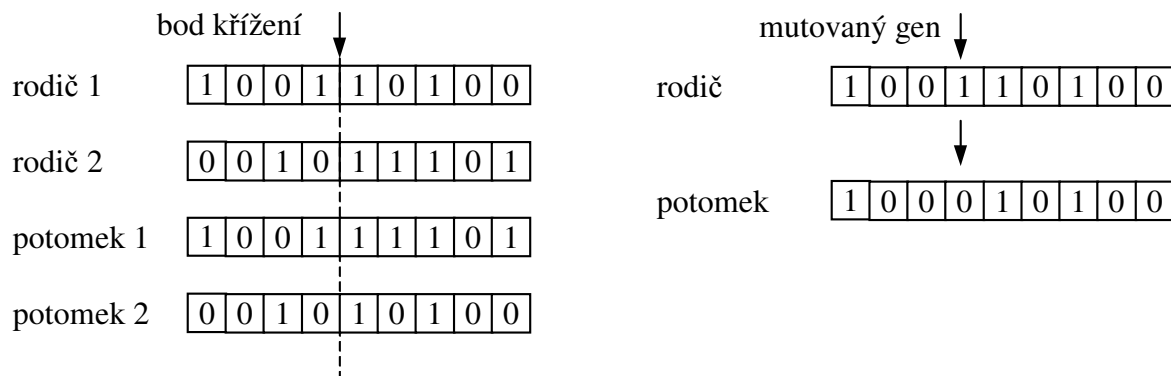 bod křížení
rodič 1 1 0 0 1 1 0 1 0 0
rodič 2 0 0 1 0 1 1 1 0 1
potomek 1 1 0 0 1 1 1 1 0 1
potomek 2 0 0 1 0 1 0 1 0 0
mutovaný gen
rodič 1 0 0 1 1 0 1 0 0
potomek 1 0 0 0 1 0 1 0 0